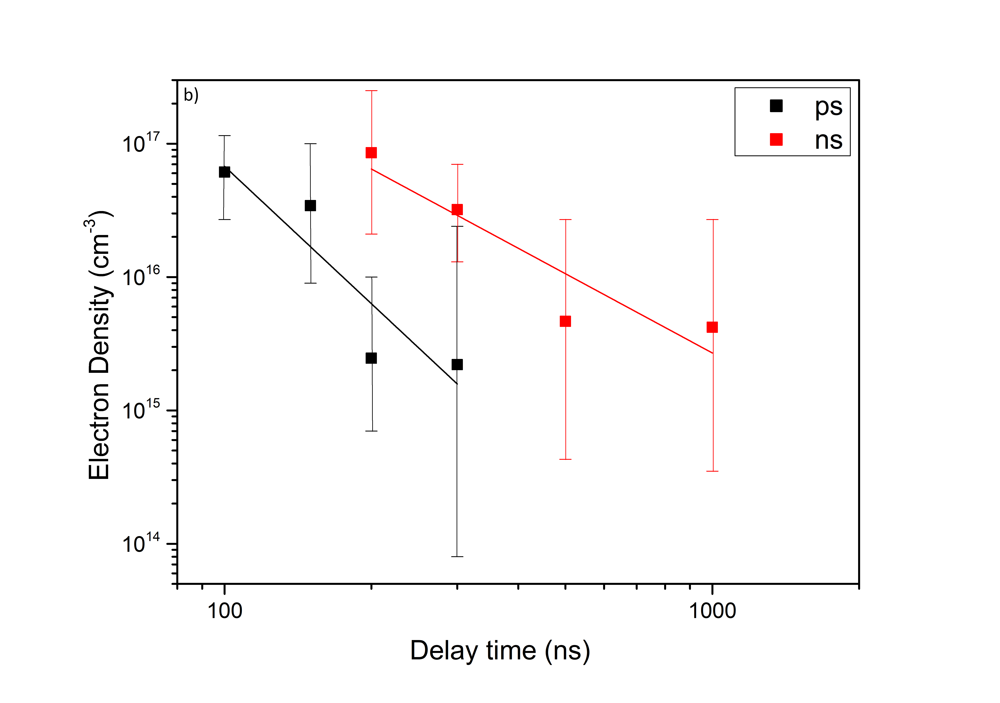 b)
ps
ns
10^17
10^16
10^15
10^14
Electron Density (cm^-3)
100
1000
Delay time (ns)